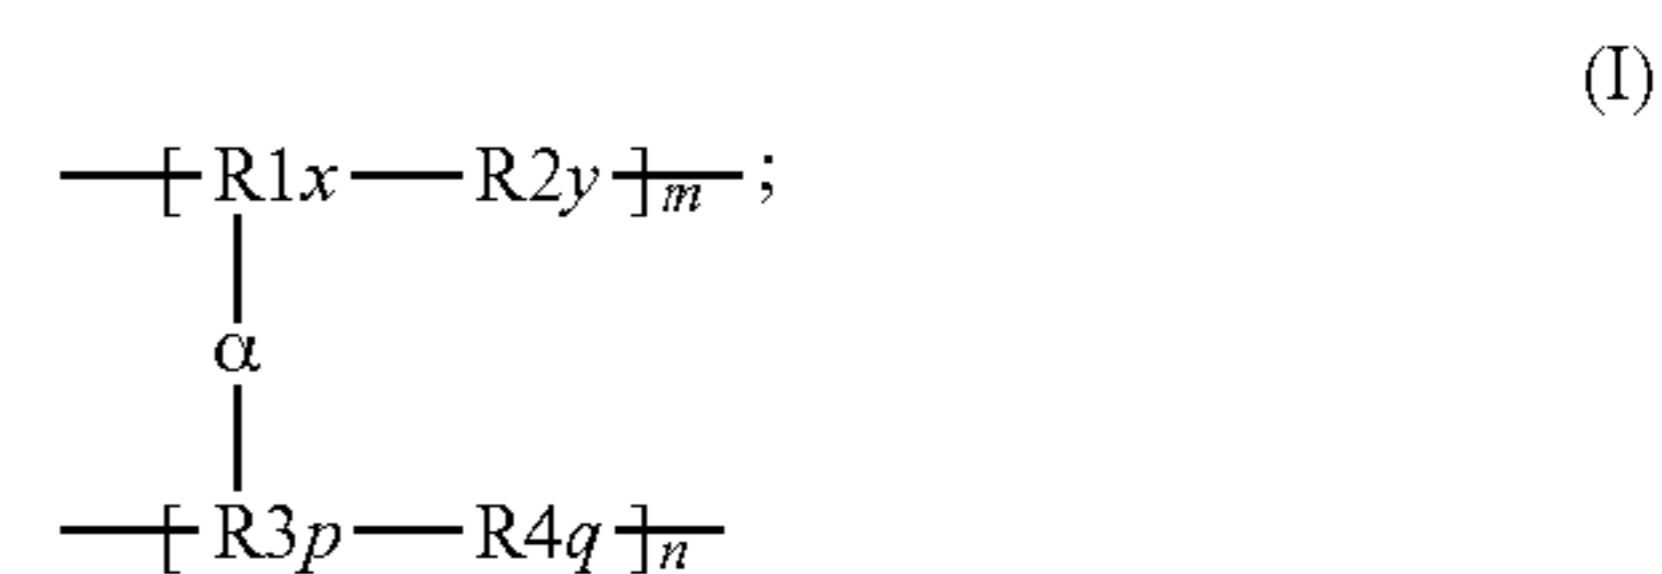 (I)
[ R1x R2y ]m ;
α
[ R3p R4q ]n